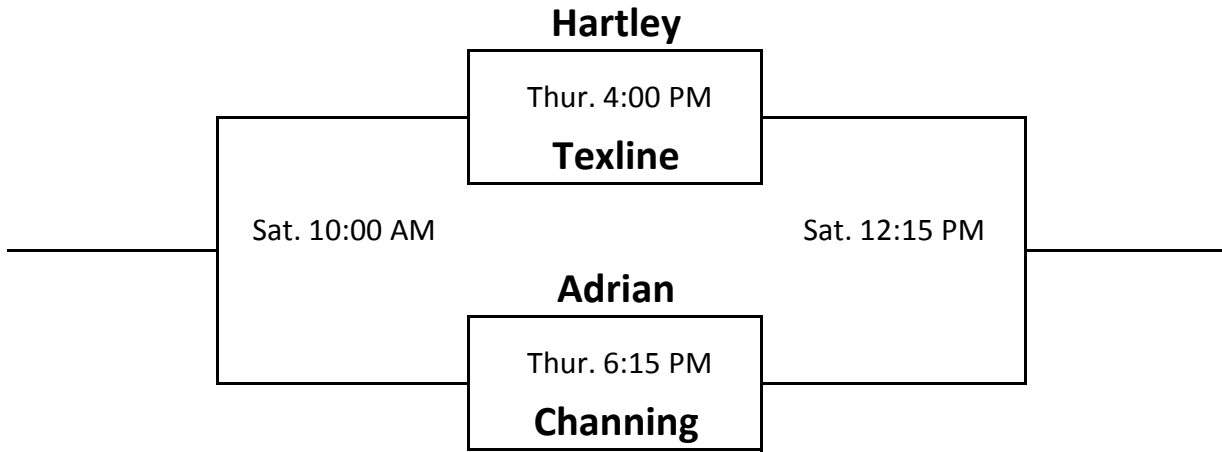 Hartley
Thur. 4:00 PM
Texline
Sat. 10:00 AM
Sat. 12:15 PM
Adrian
Thur. 6:15 PM
Channing